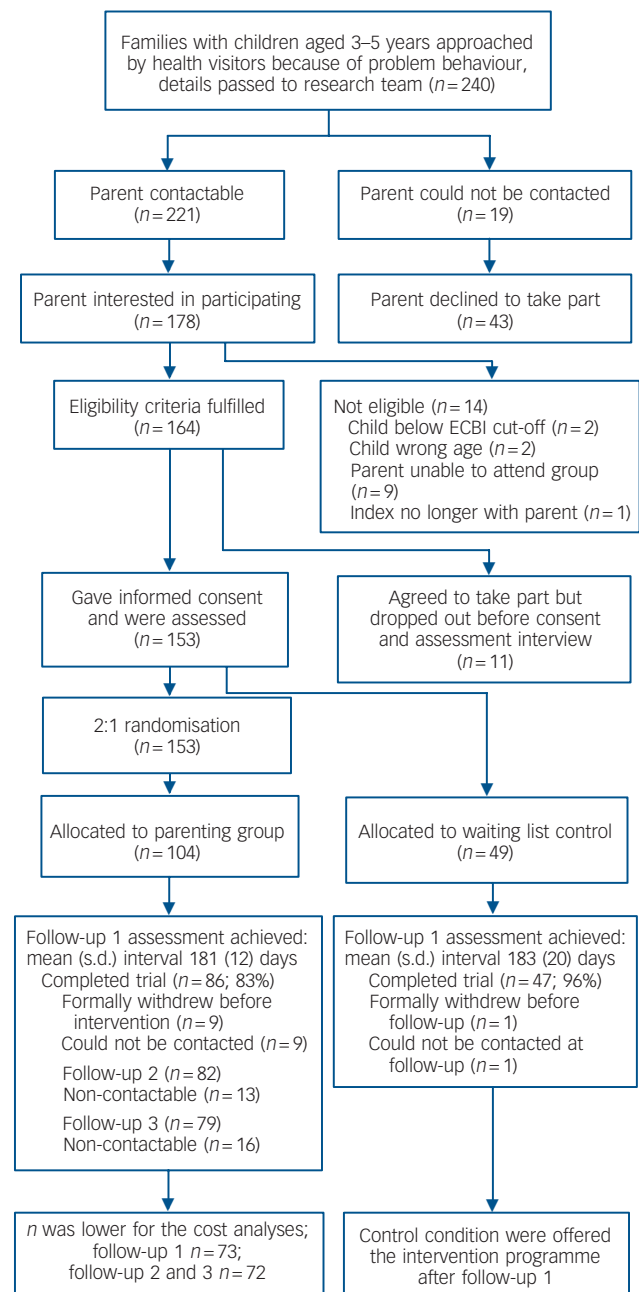 Families with children aged 3–5 years approached
by health visitors because of problem behaviour,
details passed to research team (n=240)
Parent contactable
(n=221)
Parent could not be contacted
(n=19)
Parent interested in participating
(n=178)
Parent declined to take part
(n=43)
Eligibility criteria fulfilled
(n=164)
Not eligible (n=14)
Child below ECBI cut-off (n=2)
Child wrong age (n=2)
Parent unable to attend group
(n=9)
Index no longer with parent (n=1)
Gave informed consent
and were assessed
(n=153)
Agreed to take part but
dropped out before consent
and assessment interview
(n=11)
2:1 randomisation
(n=153)
Allocated to parenting group
(n=104)
Allocated to waiting list control
(n=49)
Follow-up 1 assessment achieved:
mean (s.d.) interval 181 (12) days
Completed trial (n=86; 83%)
Formally withdrew before
intervention (n=9)
Could not be contacted (n=9)
Follow-up 2 (n=82)
Non-contactable (n=13)
Follow-up 3 (n=79)
Non-contactable (n=16)
Follow-up 1 assessment achieved:
mean (s.d.) interval 183 (20) days
Completed trial (n=47; 96%)
Formally withdrew before
follow-up (n=1)
Could not be contacted at
follow-up (n=1)
n was lower for the cost analyses;
follow-up 1 n=73;
follow-up 2 and 3 n=72
Control condition were offered
the intervention programme
after follow-up 1